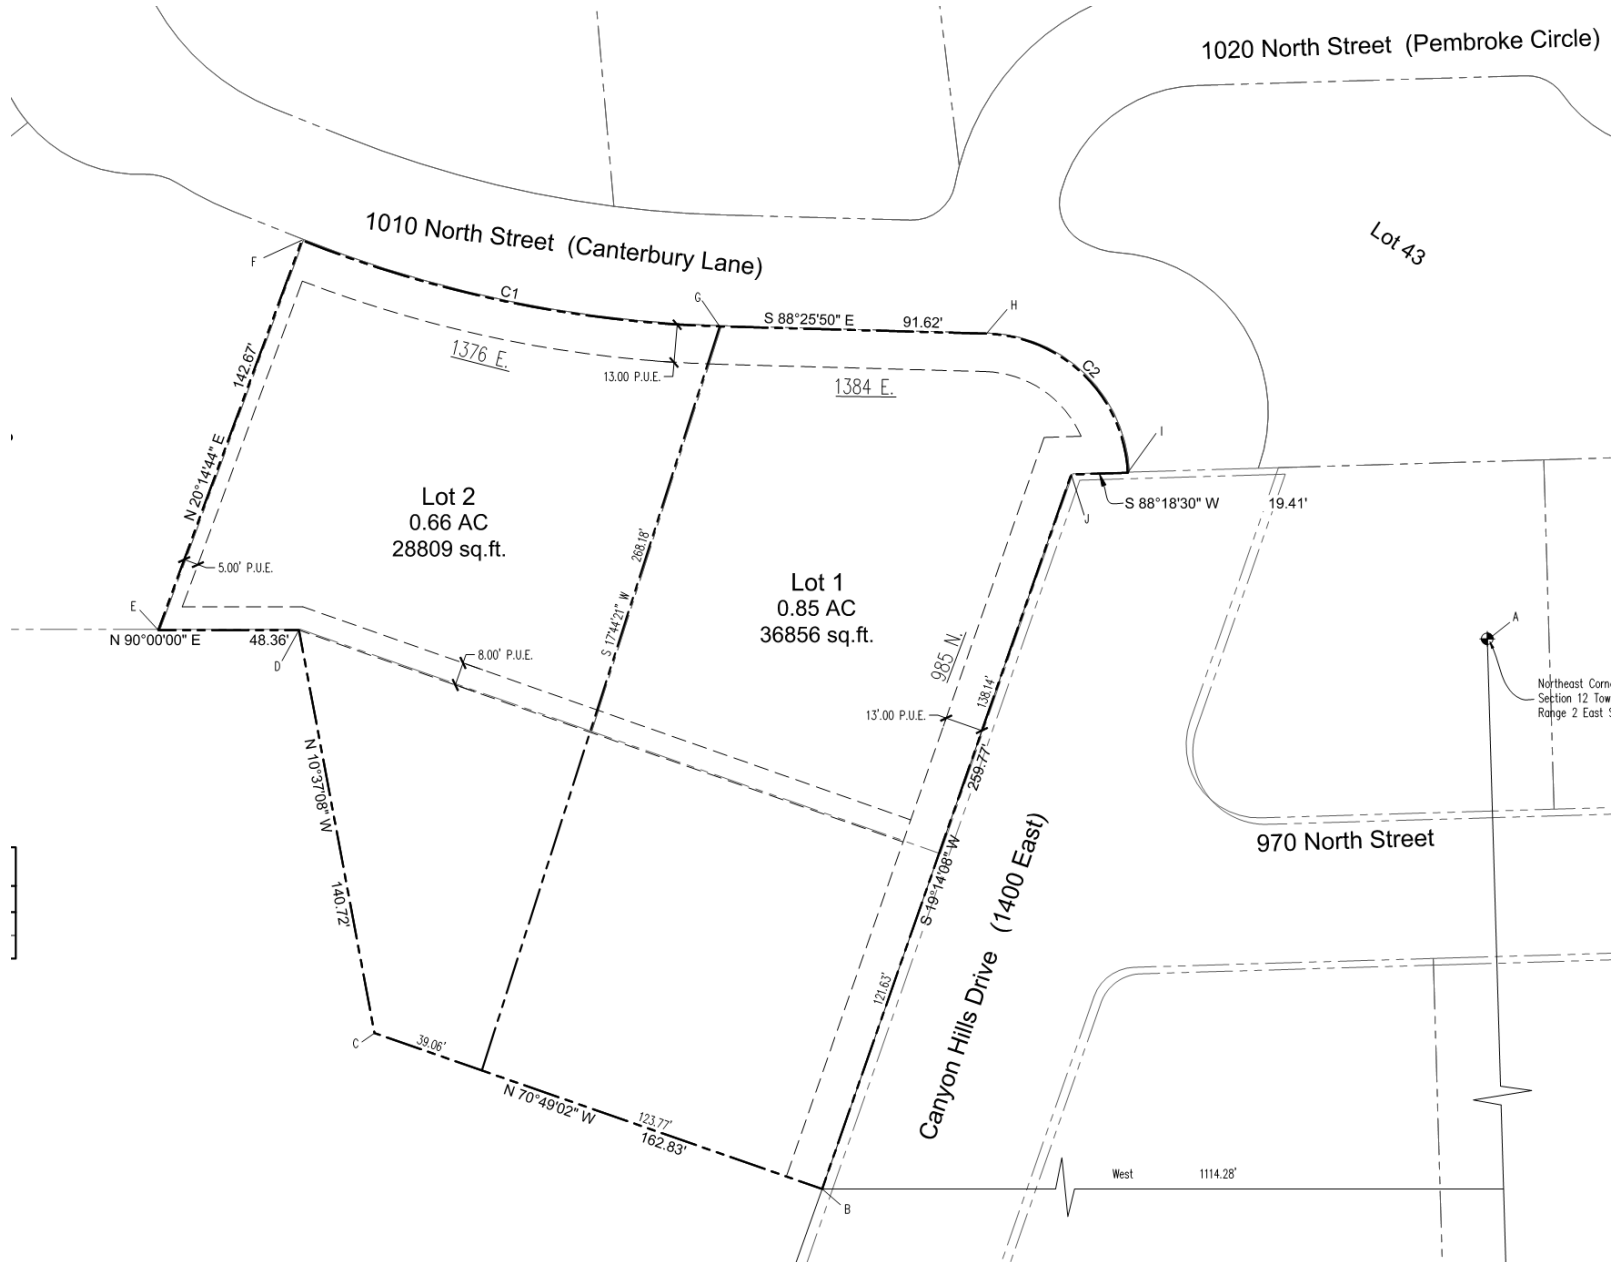 1020 North Street (Pembroke Circle)
Lot 43
1010 North Street (Canterbury Lane)
F
C1
G
S 88°25'50" E 91.62'
H
1376 E.
13.00 P.U.E.
1384 E.
C2
142.67'
N 20°14'44" E
I
J
S 88°18'30" W 19.41'
Lot 2
0.66 AC
28809 sq.ft.
268.18'
S 17°44'21" W
5.00' P.U.E.
Lot 1
0.85 AC
36856 sq.ft.
E
N 90°00'00" E 48.36'
D
8.00' P.U.E.
985 N.
138.14'
13'.00 P.U.E.
259.77'
A
Northeast Corn
Section 12 Tow
Range 2 East S
N 10°37'08" W
140.72'
S 19°14'08" W
121.63'
Canyon Hills Drive (1400 East)
970 North Street
C
39.06'
N 70°49'02" W
123.77'
162.83'
West 1114.28'
B